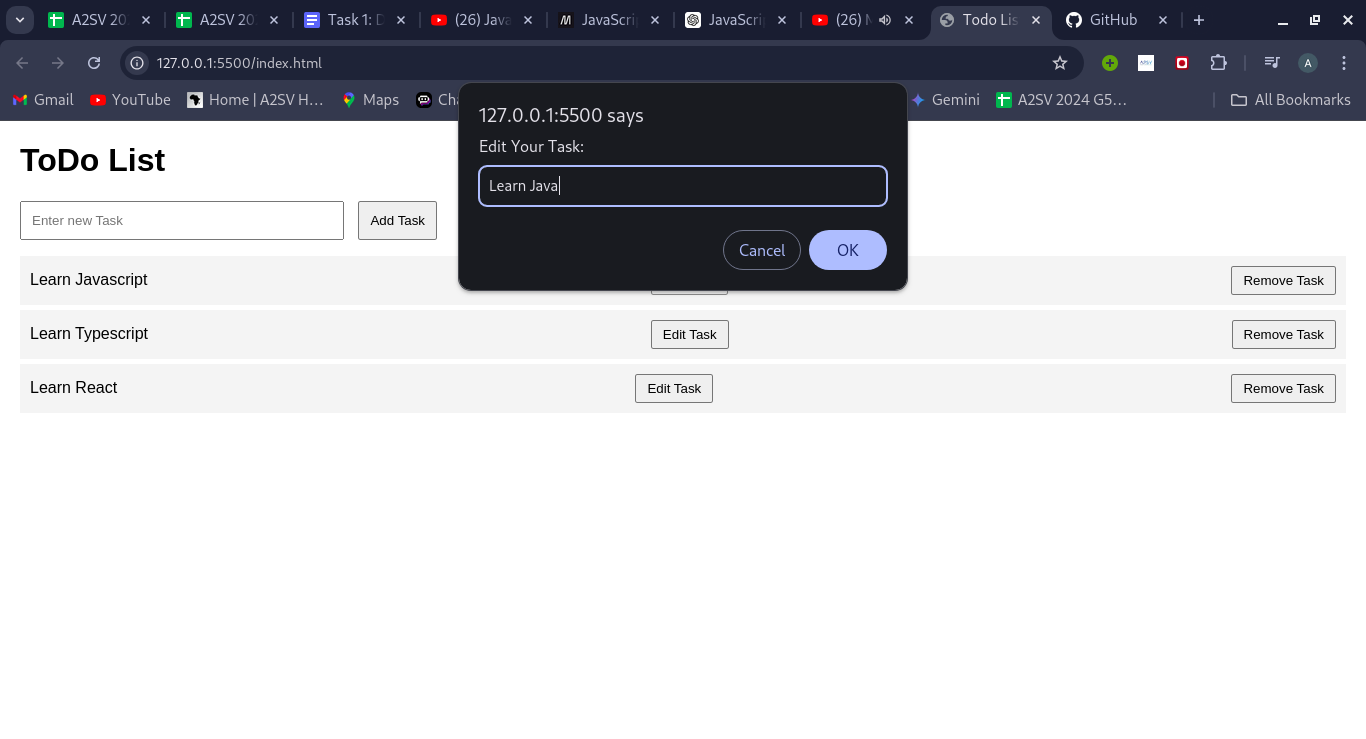 A2SV 20
A2SV 20
Task 1: D
(26) Java
JavaScri
JavaScri
(26)
Todo Lis
GitHub
127.0.0.1:5500/index.html
A
Gmail
YouTube
Home | A2SV H...
Maps
Cha
Gemini
A2SV 2024 G5...
All Bookmarks
127.0.0.1:5500 says
Edit Your Task:
Learn Java
Cancel
OK
ToDo List
Enter new Task
Add Task
Learn Javascript
Remove Task
Learn Typescript
Edit Task
Remove Task
Learn React
Edit Task
Remove Task